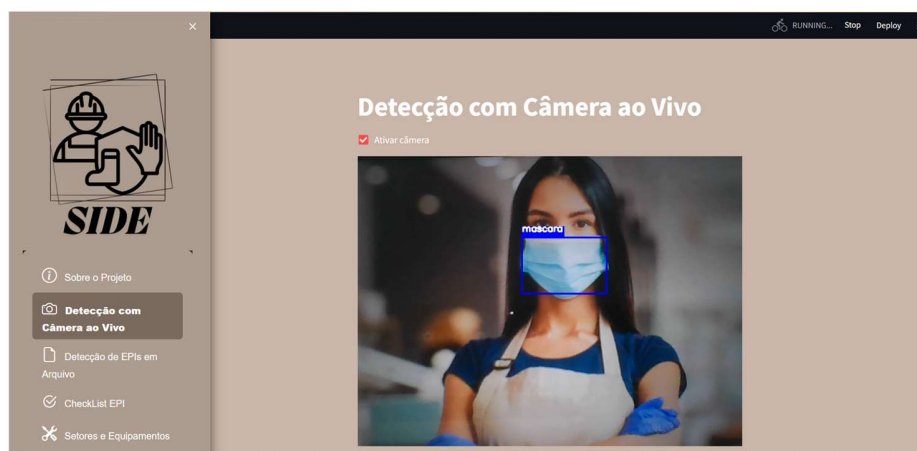 ×
RUNNING... Stop Deploy
SIDE
Sobre o Projeto
Detecção com
Câmera ao Vivo
Detecção de EPIs em
Arquivo
CheckList EPI
Setores e Equipamentos
Detecção com Câmera ao Vivo
Ativar câmera
mascara